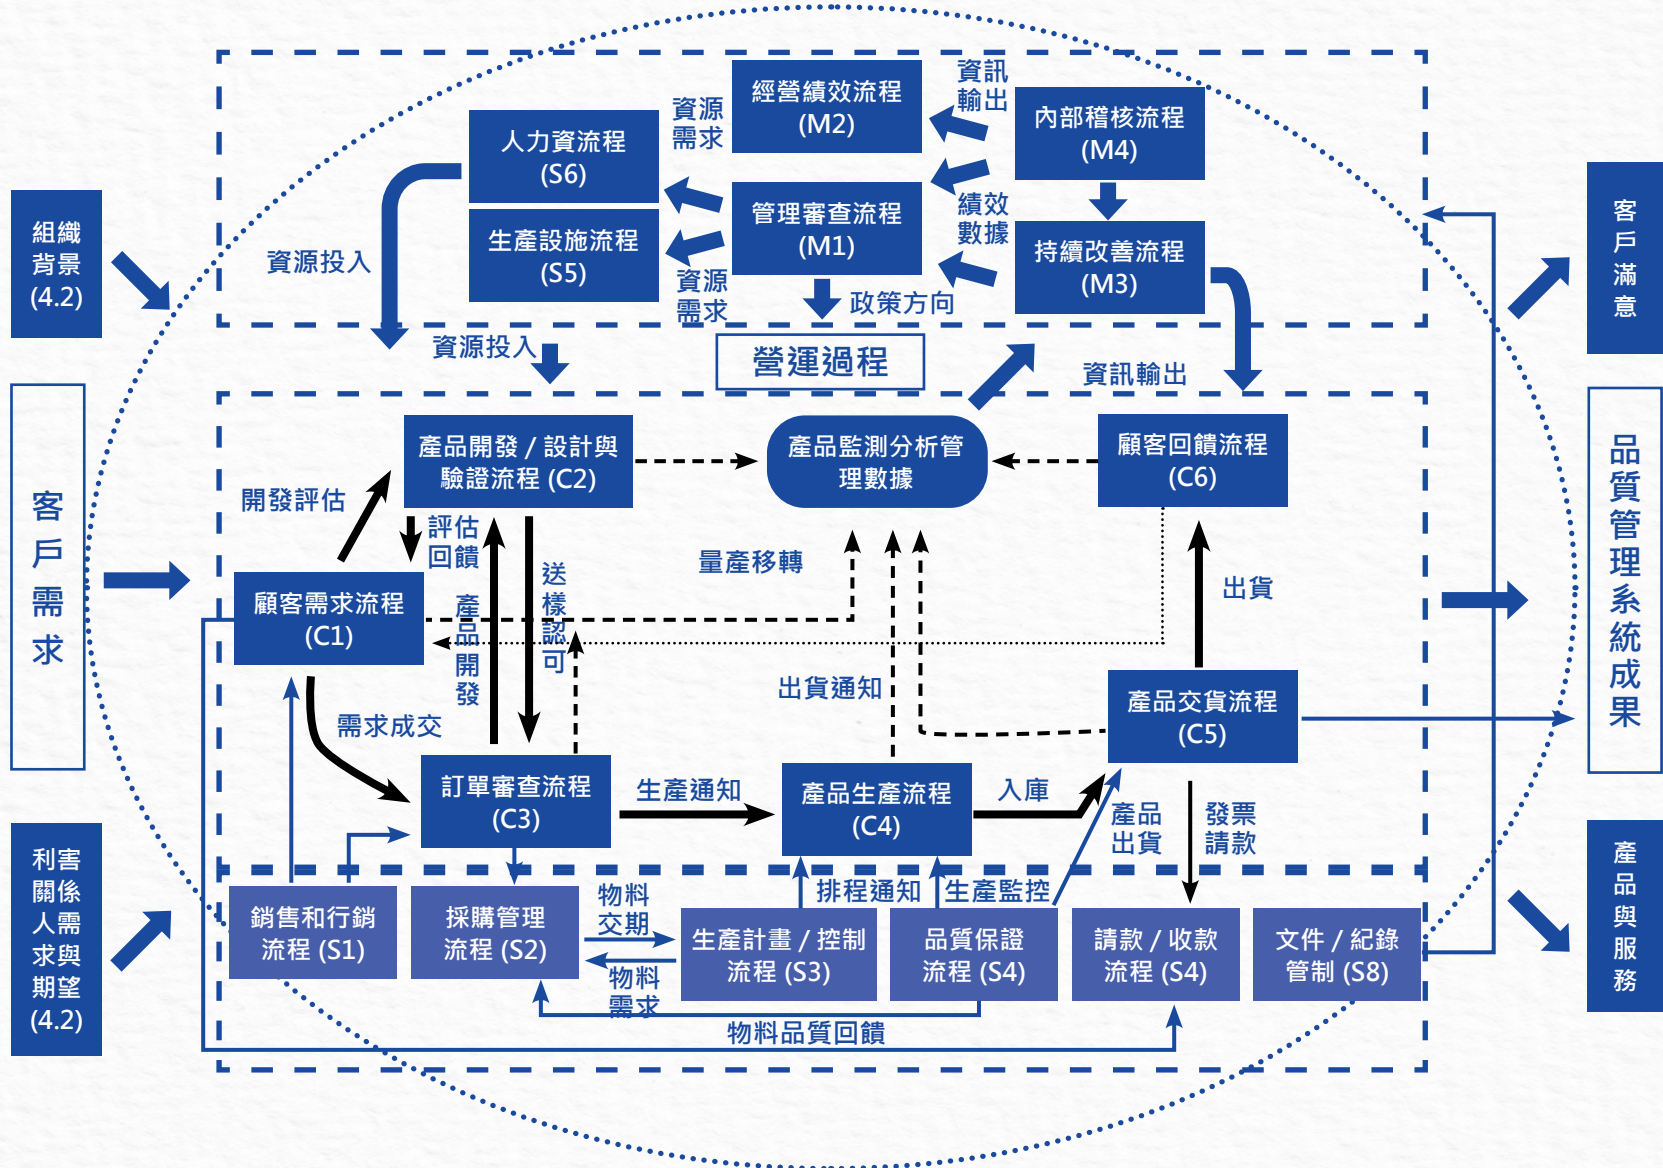 經營績效流程
(M2)
資訊
輸出
內部稽核流程
(M4)
資源
需求
人力資流程
(S6)
管理審查流程
(M1)
績效
數據
生產設施流程
(S5)
持續改善流程
(M3)
資源
需求
資源投入
政策方向
資源投入
營運過程
資訊輸出
組織
背景
(4.2)
客戶需求
利害
關係
人需
求與
期望
(4.2)
產品開發 / 設計與
驗証流程 (C2)
產品監測分析管
理數據
顧客回饋流程
(C6)
開發評估
評估
回饋
量產移轉
送樣認可
產品開發
出貨
顧客需求流程
(C1)
出貨通知
產品交貨流程
(C5)
需求成交
訂單審查流程
(C3)
生產通知
產品生產流程
(C4)
入庫
產品
出貨
發票
請款
排程通知
生產監控
銷售和行銷
流程 (S1)
採購管理
流程 (S2)
物料
交期
物料
需求
生產計畫 / 控制
流程 (S3)
品質保證
流程 (S4)
請款 / 收款
流程 (S4)
文件 / 紀錄
管制 (S8)
物料品質回饋
客戶滿意
品質管理系統成果
產品與服務